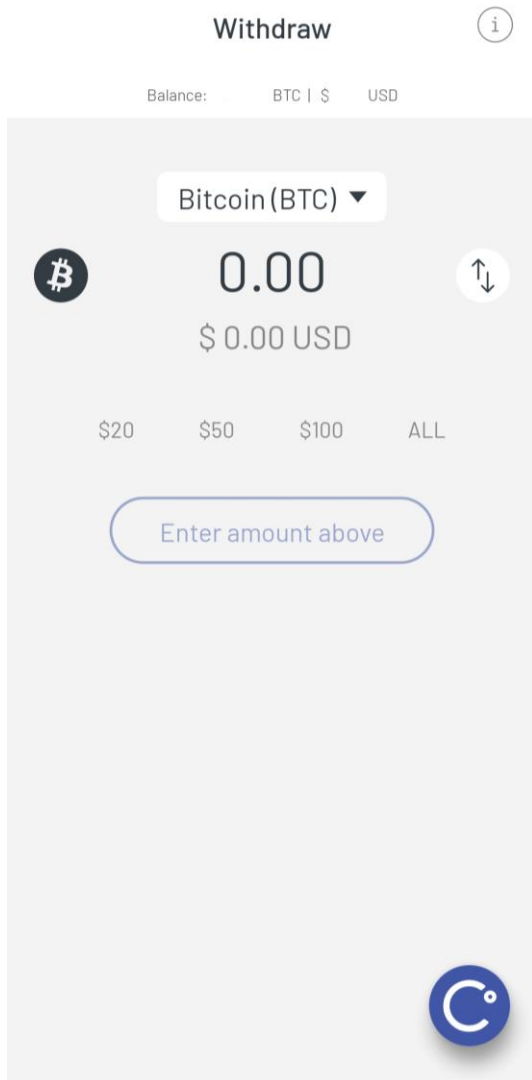 Withdraw
i
Balance: BTC | $ USD
Bitcoin (BTC)
0.00
$ 0.00 USD
$20 $50 $100 ALL
Enter amount above